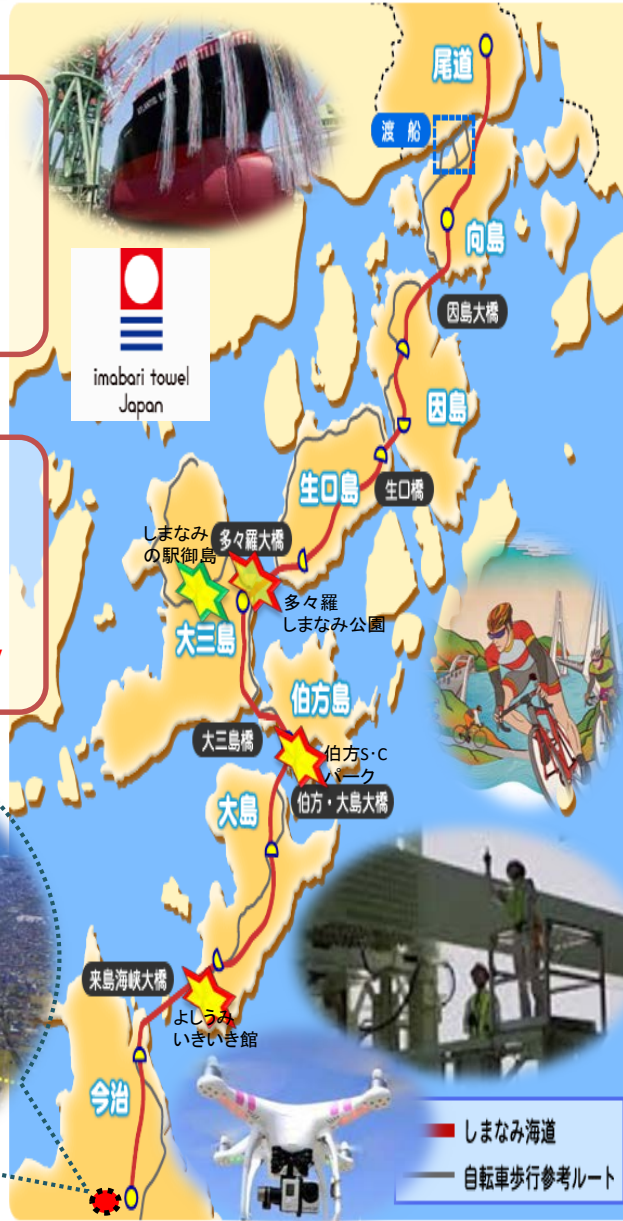 尾道
渡船
向島
因島大橋
imabari towel
Japan
因島
生口島
生口橋
しまなみ
の駅御島
多々羅大橋
多々羅
しまなみ公園
大三島
伯方島
大三島橋
伯方S・C
パーク
伯方・大島大橋
大島
来島海峡大橋
よしうみ
いきいき館
今治
しまなみ海道
自転車歩行参考ルート